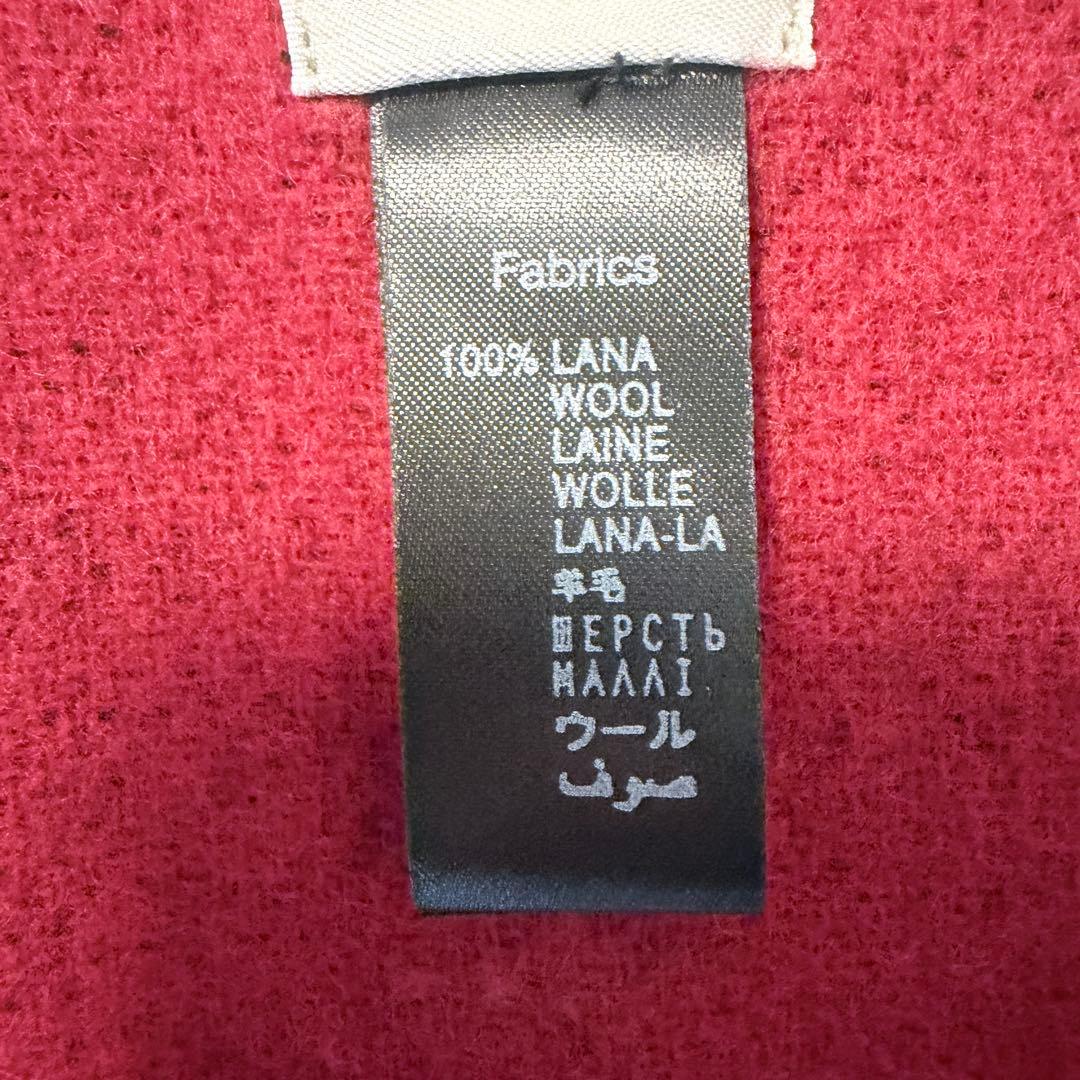 Fabrics
100% LANA
WOOL
LAINE
WOLLE
LANA-LA
羊毛
ШЕРСТЬ
ΜΑΛΛΙ
ウール
صوف